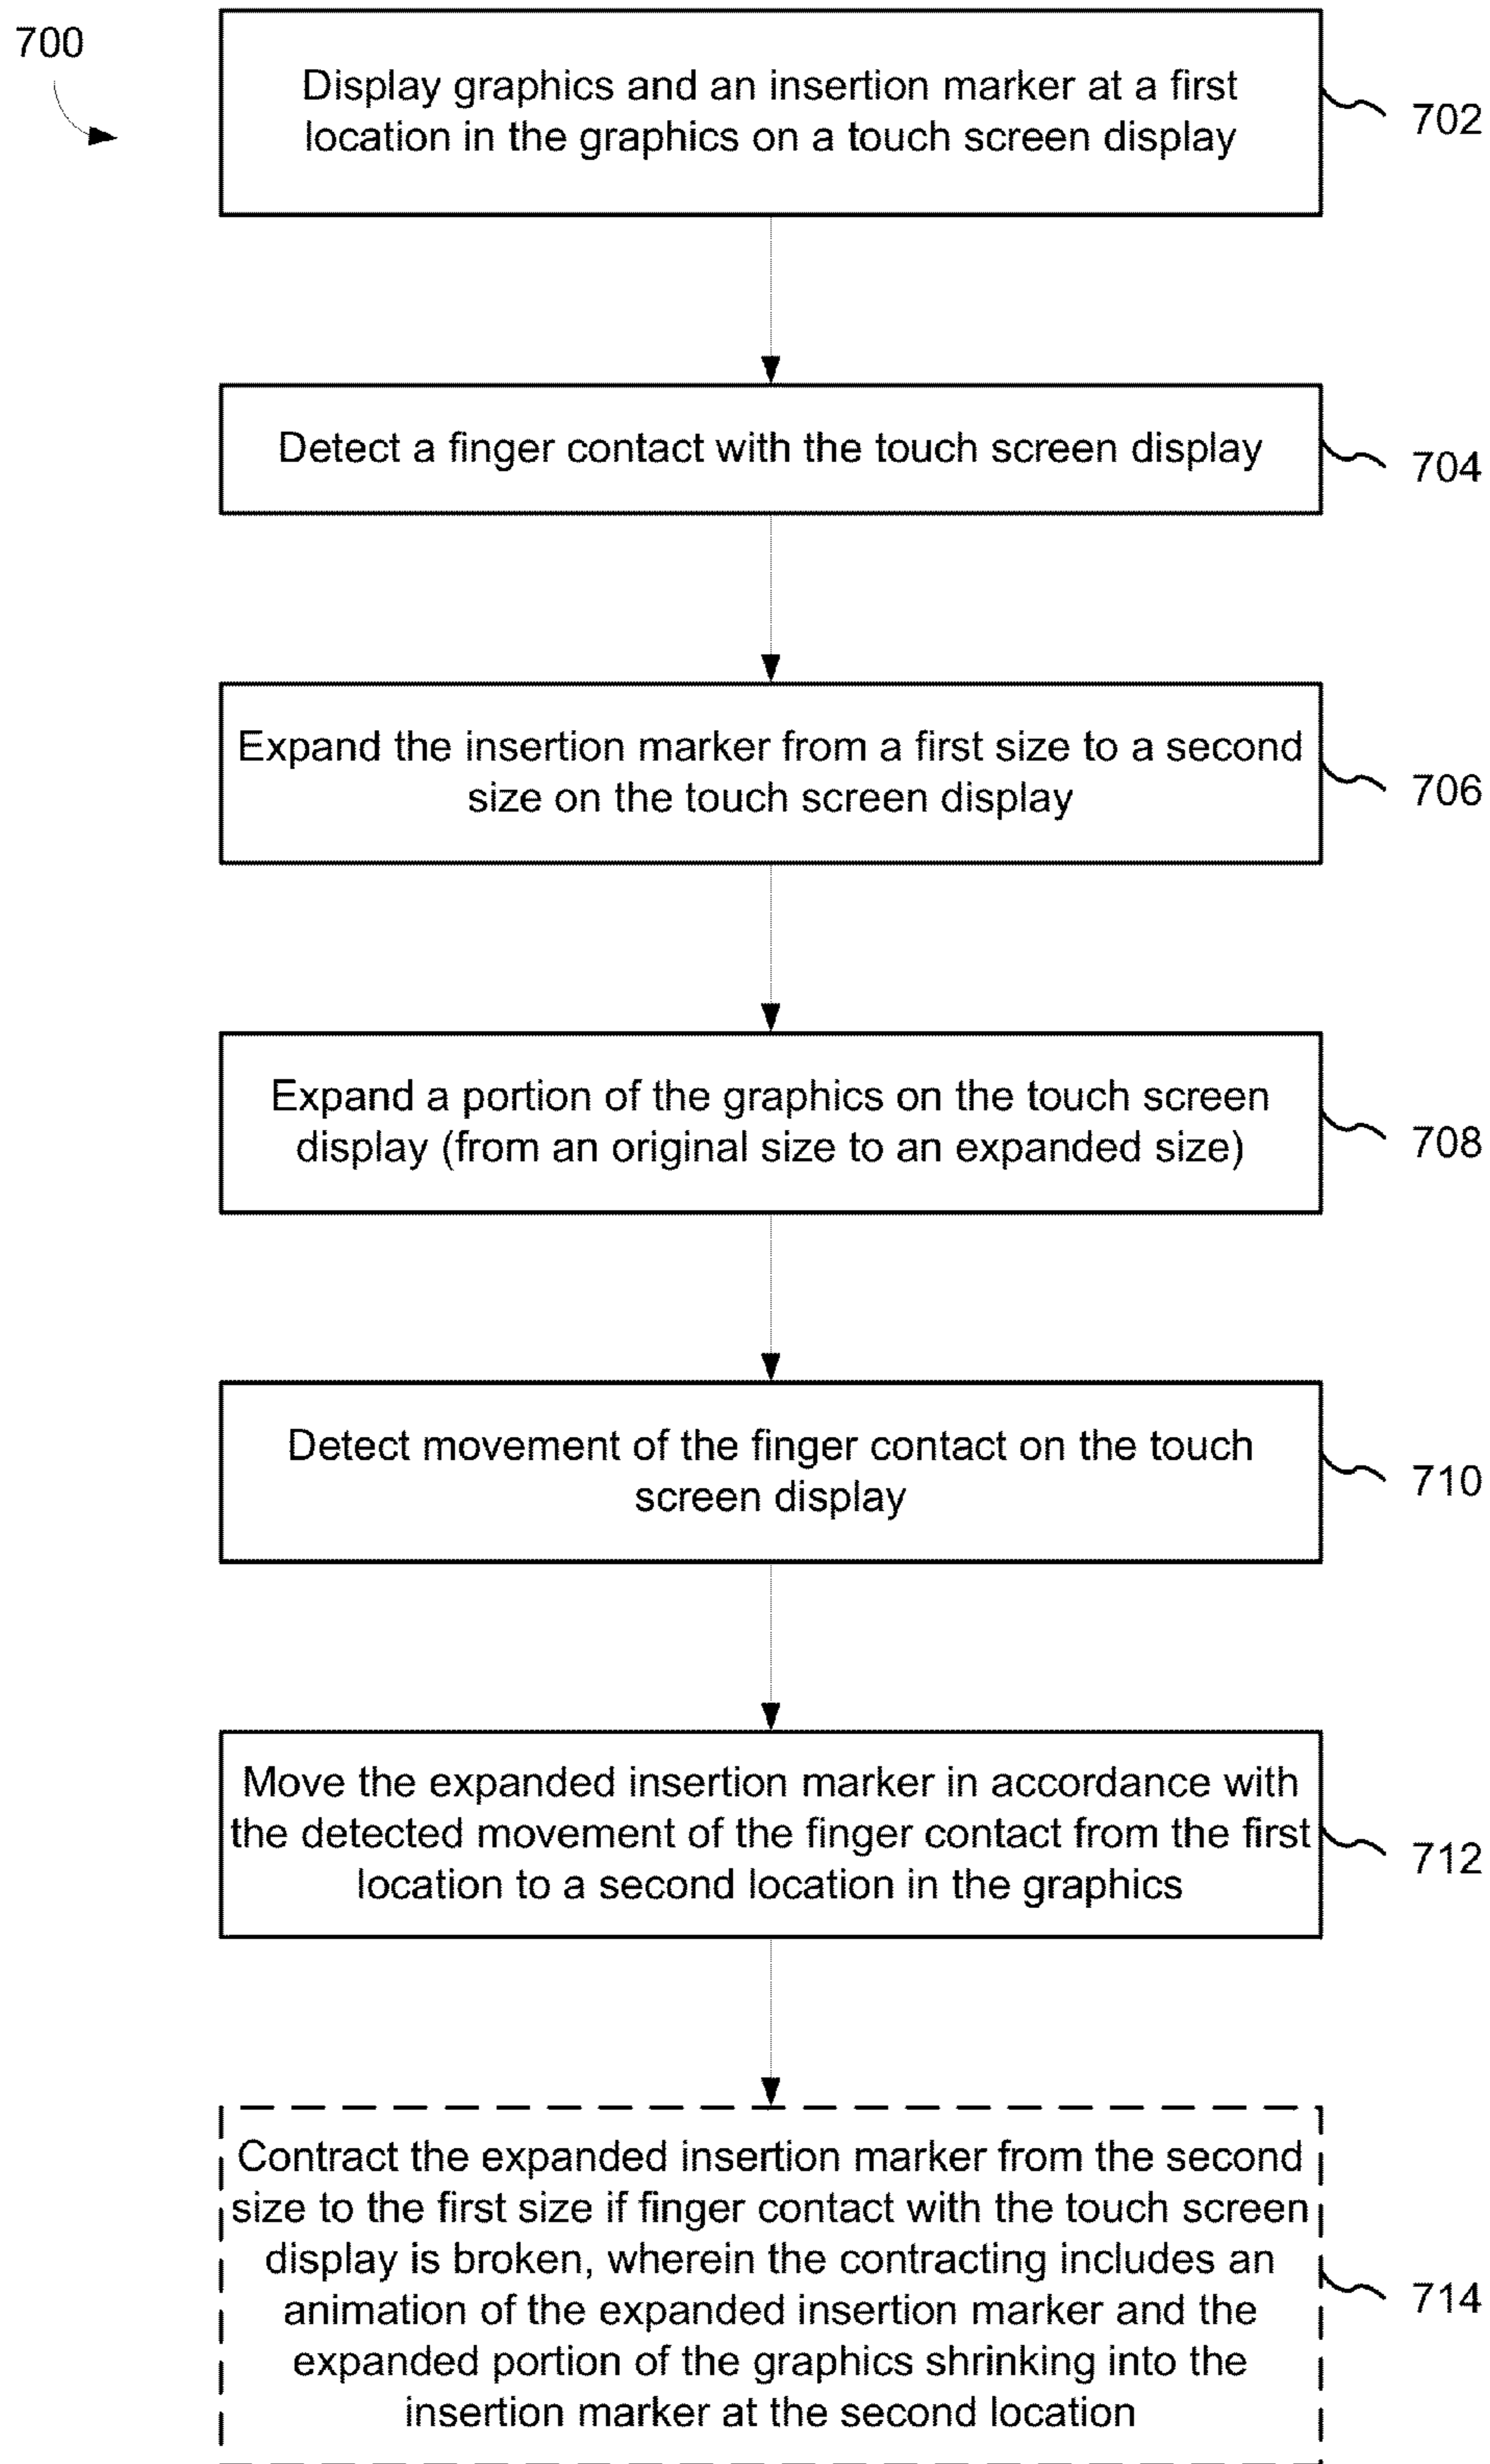 700
Display graphics and an insertion marker at a first
location in the graphics on a touch screen display
702
Detect a finger contact with the touch screen display
704
Expand the insertion marker from a first size to a second
size on the touch screen display
706
Expand a portion of the graphics on the touch screen
display (from an original size to an expanded size)
708
Detect movement of the finger contact on the touch
screen display
710
Move the expanded insertion marker in accordance with
the detected movement of the finger contact from the first
location to a second location in the graphics
712
Contract the expanded insertion marker from the second
size to the first size if finger contact with the touch screen
display is broken, wherein the contracting includes an
animation of the expanded insertion marker and the
expanded portion of the graphics shrinking into the
insertion marker at the second location
714